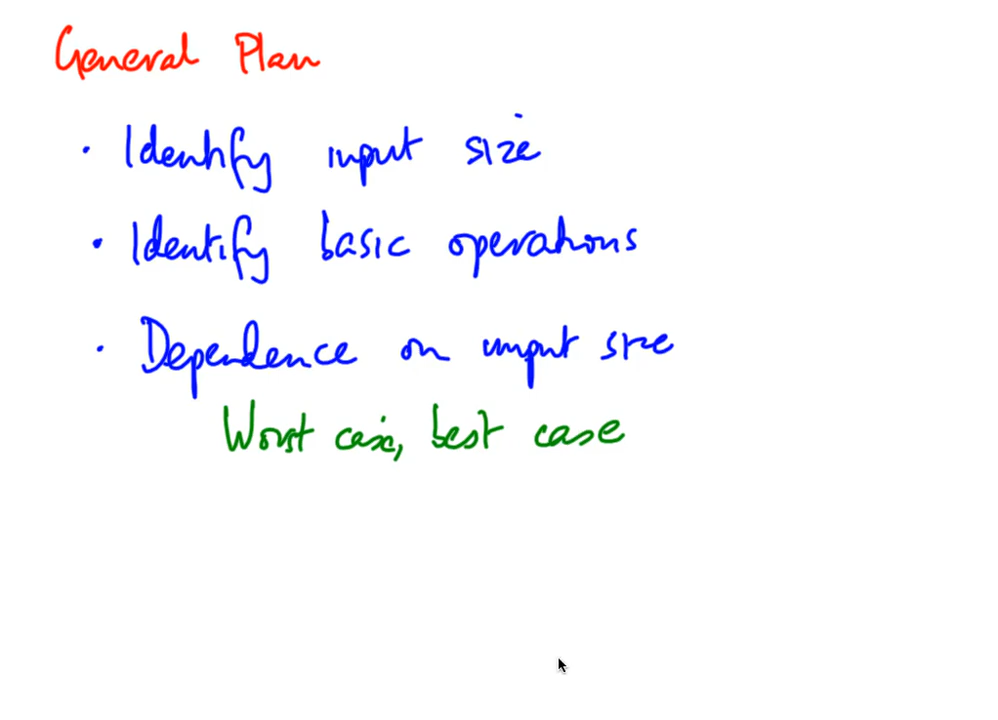 General Plan
• Identify input size
• Identify basic operations
• Dependence on input size
Worst case, best case